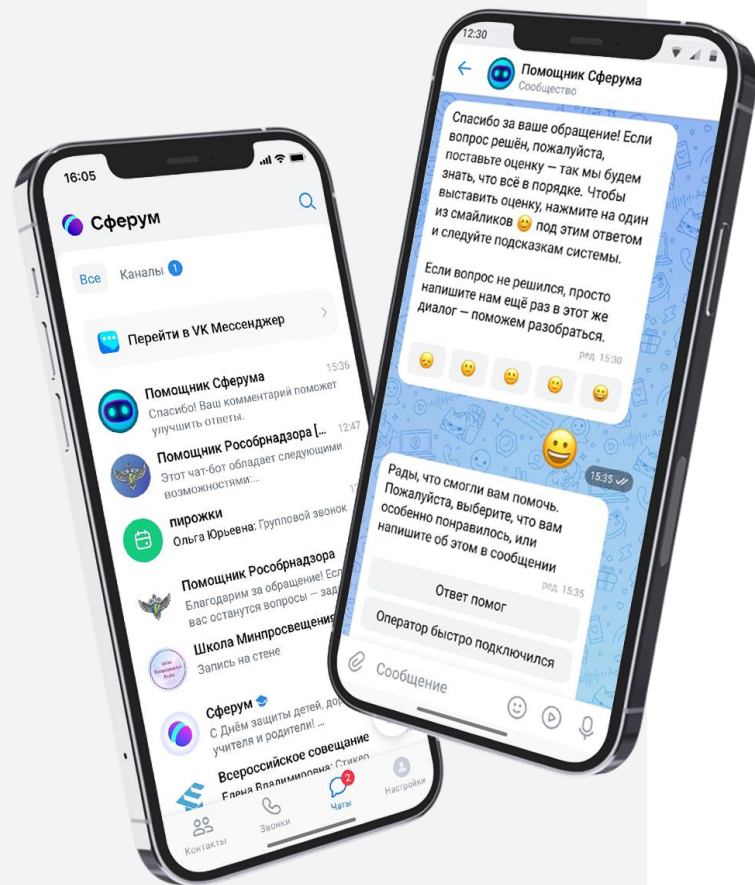 16:05
Сферум
Все Каналы 1
Перейти в VK Мессенджер
Помощник Сферума 15:36
Спасибо! Ваш комментарий поможет
улучшить ответы.
Помощник Рособрнадзора [... 12:47
Этот чат-бот обладает следующими
возможностями:...
пирожки
Ольга Юрьевна: Групповой звонок
Помощник Рособрнадзора
Благодарим за обращение!
вас останутся вопросы —
Школа Минпросвещения
Запись на стене
Сферум
С Днём защиты детей,
учителя и родители! ...
Всероссийское совещание
Елена Владимировна: Стикер
Контакты Звонки Чаты 2 Настройки
12:30
Помощник Сферума
Сообщество
Спасибо за ваше обращение! Если
вопрос решён, пожалуйста,
поставьте оценку — так мы будем
знать, что всё в порядке. Чтобы
выставить оценку, нажмите на один
из смайликов 😊 под этим ответом
и следуйте подсказкам системы.
Если вопрос не решился, просто
напишите нам ещё раз в этот же
диалог — поможем разобраться.
ред. 15:30
15:35
Рады, что смогли вам помочь.
Пожалуйста, выберите, что вам
особенно понравилось, или
напишите об этом в сообщении
ред. 15:35
Ответ помог
Оператор быстро подключился
Сообщение